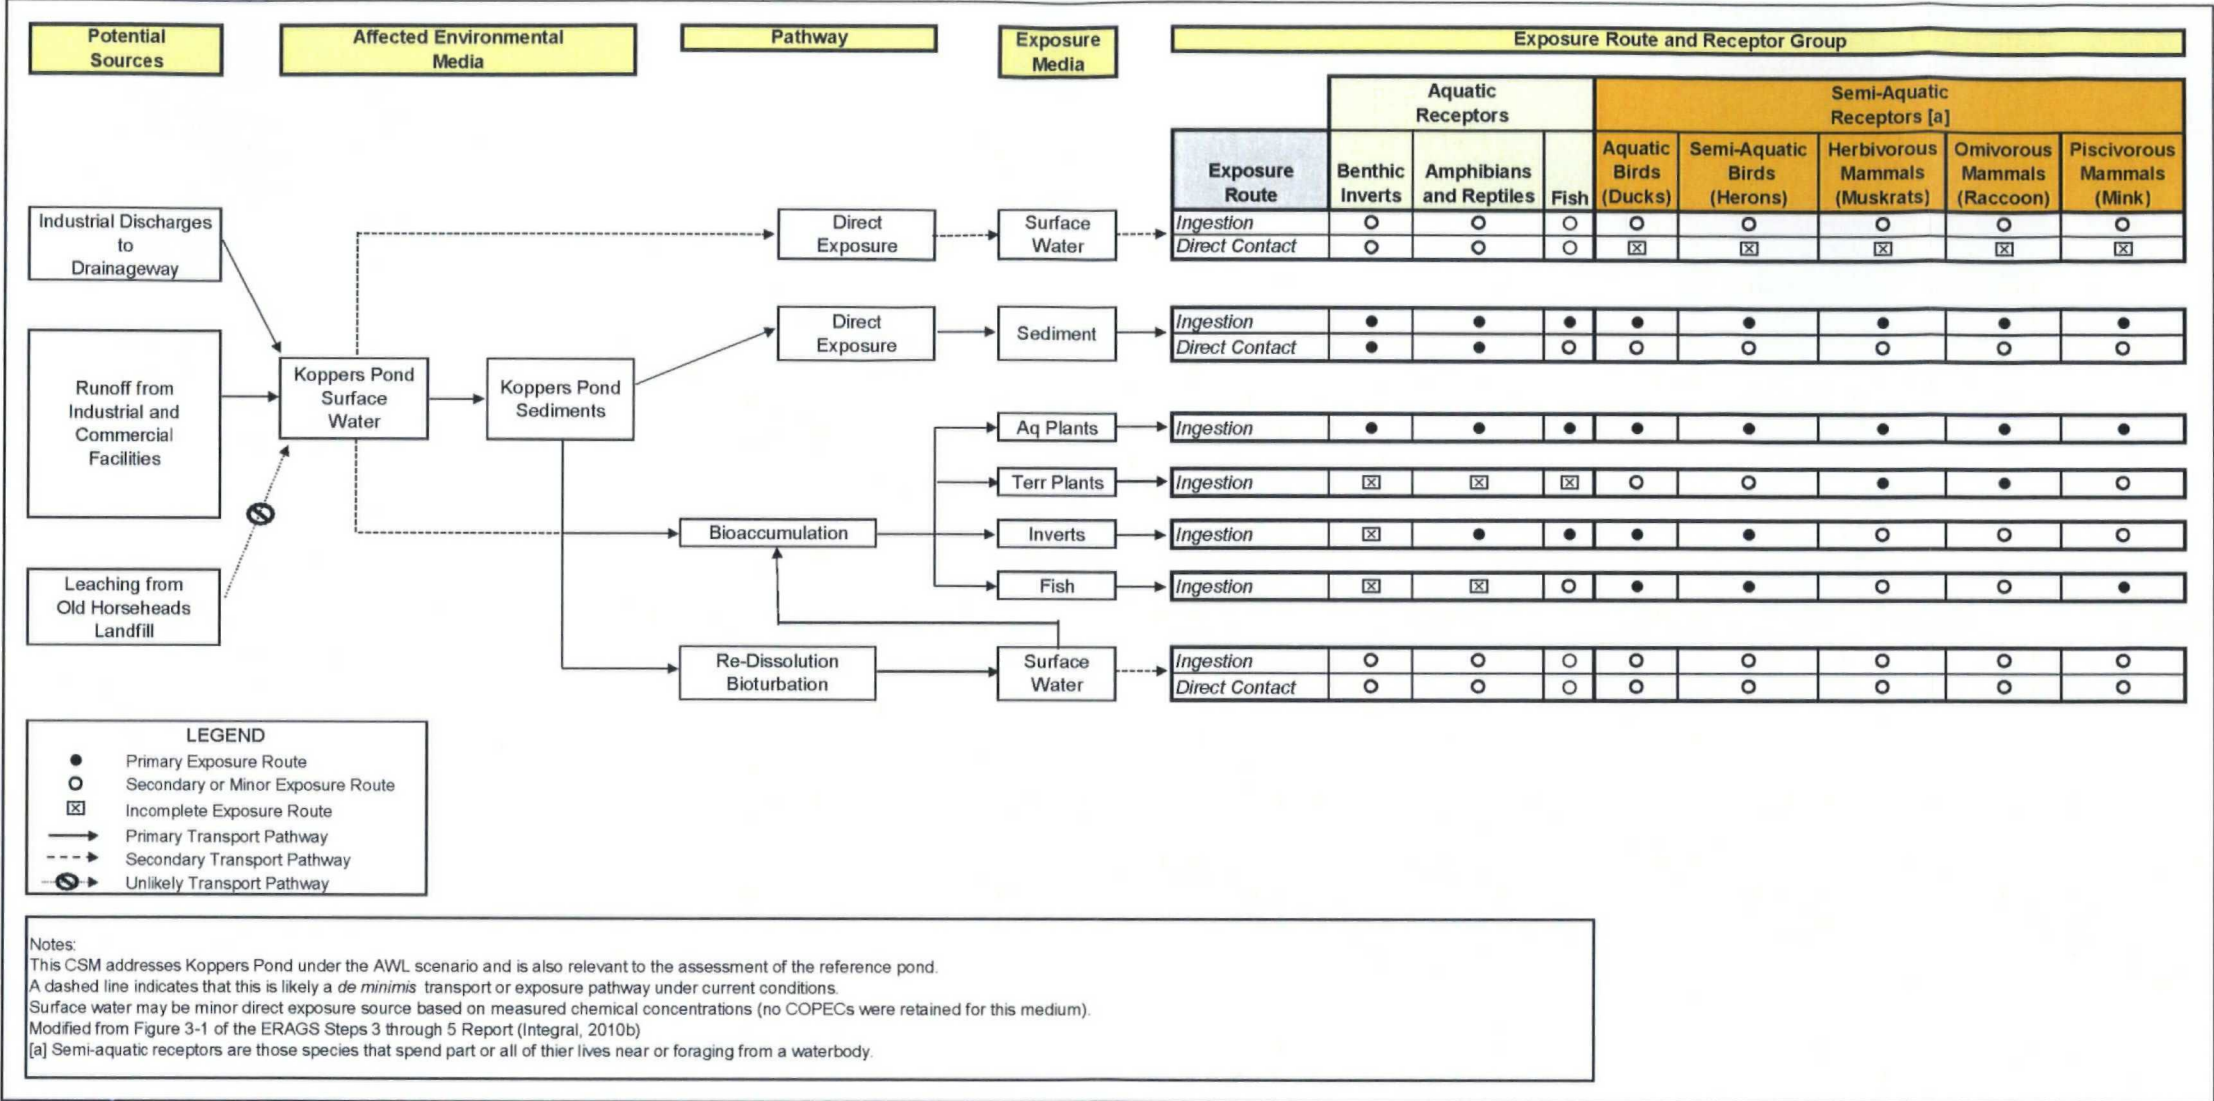 Potential
Sources
Affected Environmental
Media
Pathway
Exposure
Media
Exposure Route and Receptor Group
Aquatic
Receptors
Semi-Aquatic
Receptors [a]
Exposure
Route
Benthic
Inverts
Amphibians
and Reptiles
Fish
Aquatic
Birds
(Ducks)
Semi-Aquatic
Birds
(Herons)
Herbivorous
Mammals
(Muskrats)
Omivorous
Mammals
(Raccoon)
Piscivorous
Mammals
(Mink)
Industrial Discharges
to
Drainageway
Direct
Exposure
Surface
Water
Ingestion
Direct Contact
Runoff from
Industrial and
Commercial
Facilities
Koppers Pond
Surface
Water
Koppers Pond
Sediments
Direct
Exposure
Sediment
Ingestion
Direct Contact
Aq Plants
Ingestion
Terr Plants
Ingestion
Bioaccumulation
Inverts
Ingestion
Leaching from
Old Horseheads
Landfill
Fish
Ingestion
Re-Dissolution
Bioturbation
Surface
Water
Ingestion
Direct Contact
LEGEND
Primary Exposure Route
Secondary or Minor Exposure Route
Incomplete Exposure Route
Primary Transport Pathway
Secondary Transport Pathway
Unlikely Transport Pathway
Notes:
This CSM addresses Koppers Pond under the AWL scenario and is also relevant to the assessment of the reference pond.
A dashed line indicates that this is likely a de minimis transport or exposure pathway under current conditions.
Surface water may be minor direct exposure source based on measured chemical concentrations (no COPECs were retained for this medium).
Modified from Figure 3-1 of the ERAGS Steps 3 through 5 Report (Integral, 2010b)
[a] Semi-aquatic receptors are those species that spend part or all of thier lives near or foraging from a waterbody.